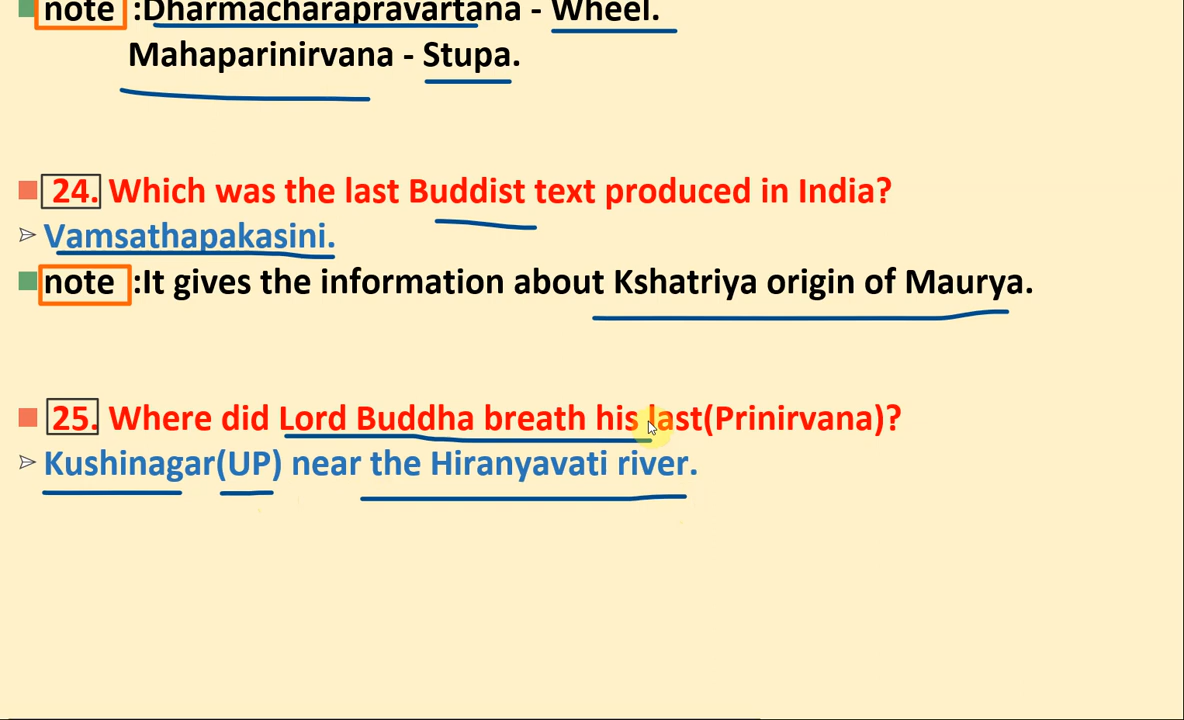 note :Dharmacharapravartana - Wheel.
Mahaparinirvana - Stupa.
24. Which was the last Buddist text produced in India?
Vamsathapakasini.
note :It gives the information about Kshatriya origin of Maurya.
25. Where did Lord Buddha breath his last(Prinirvana)?
Kushinagar(UP) near the Hiranyavati river.